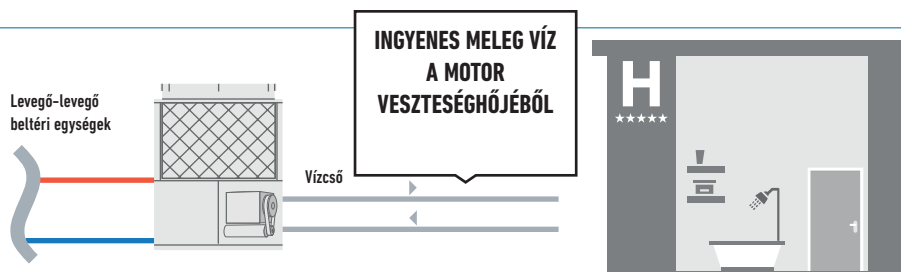 INGYENES MELEG VÍZ
A MOTOR
VESZTESÉGHŐJÉBŐL
Levegő-levegő
beltéri egységek
Vízcső
H
★★★★★